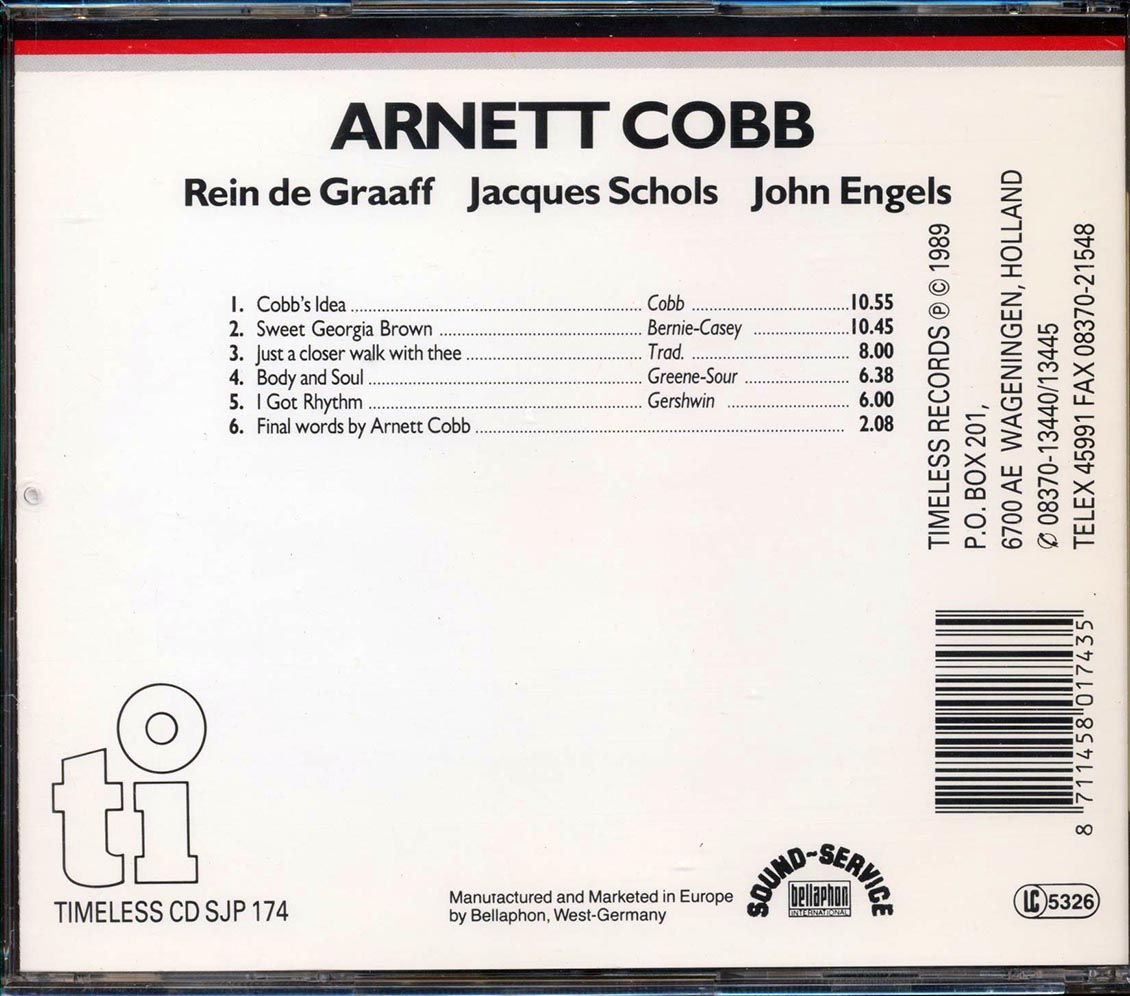 ARNETT COBB
Rein de Graaff Jacques Schols John Engels
1. Cobb's Idea Cobb 10.55
2. Sweet Georgia Brown Bernie-Casey 10.45
3. Just a closer walk with thee Trad. 8.00
4. Body and Soul Greene-Sour 6.38
5. I Got Rhythm Gershwin 6.00
6. Final words by Arnett Cobb 2.08
TIMELESS RECORDS ℗ © 1989
P.O. BOX 201,
6700 AE WAGENINGEN, HOLLAND
✆ 08370-13440/13445
TELEX 45991 FAX 08370-21548
8 711458 017435
ti
TIMELESS CD SJP 174
Manufactured and Marketed in Europe
by Bellaphon, West-Germany
SOUND~SERVICE
bellaphon
INTERNATIONAL
LC 5326